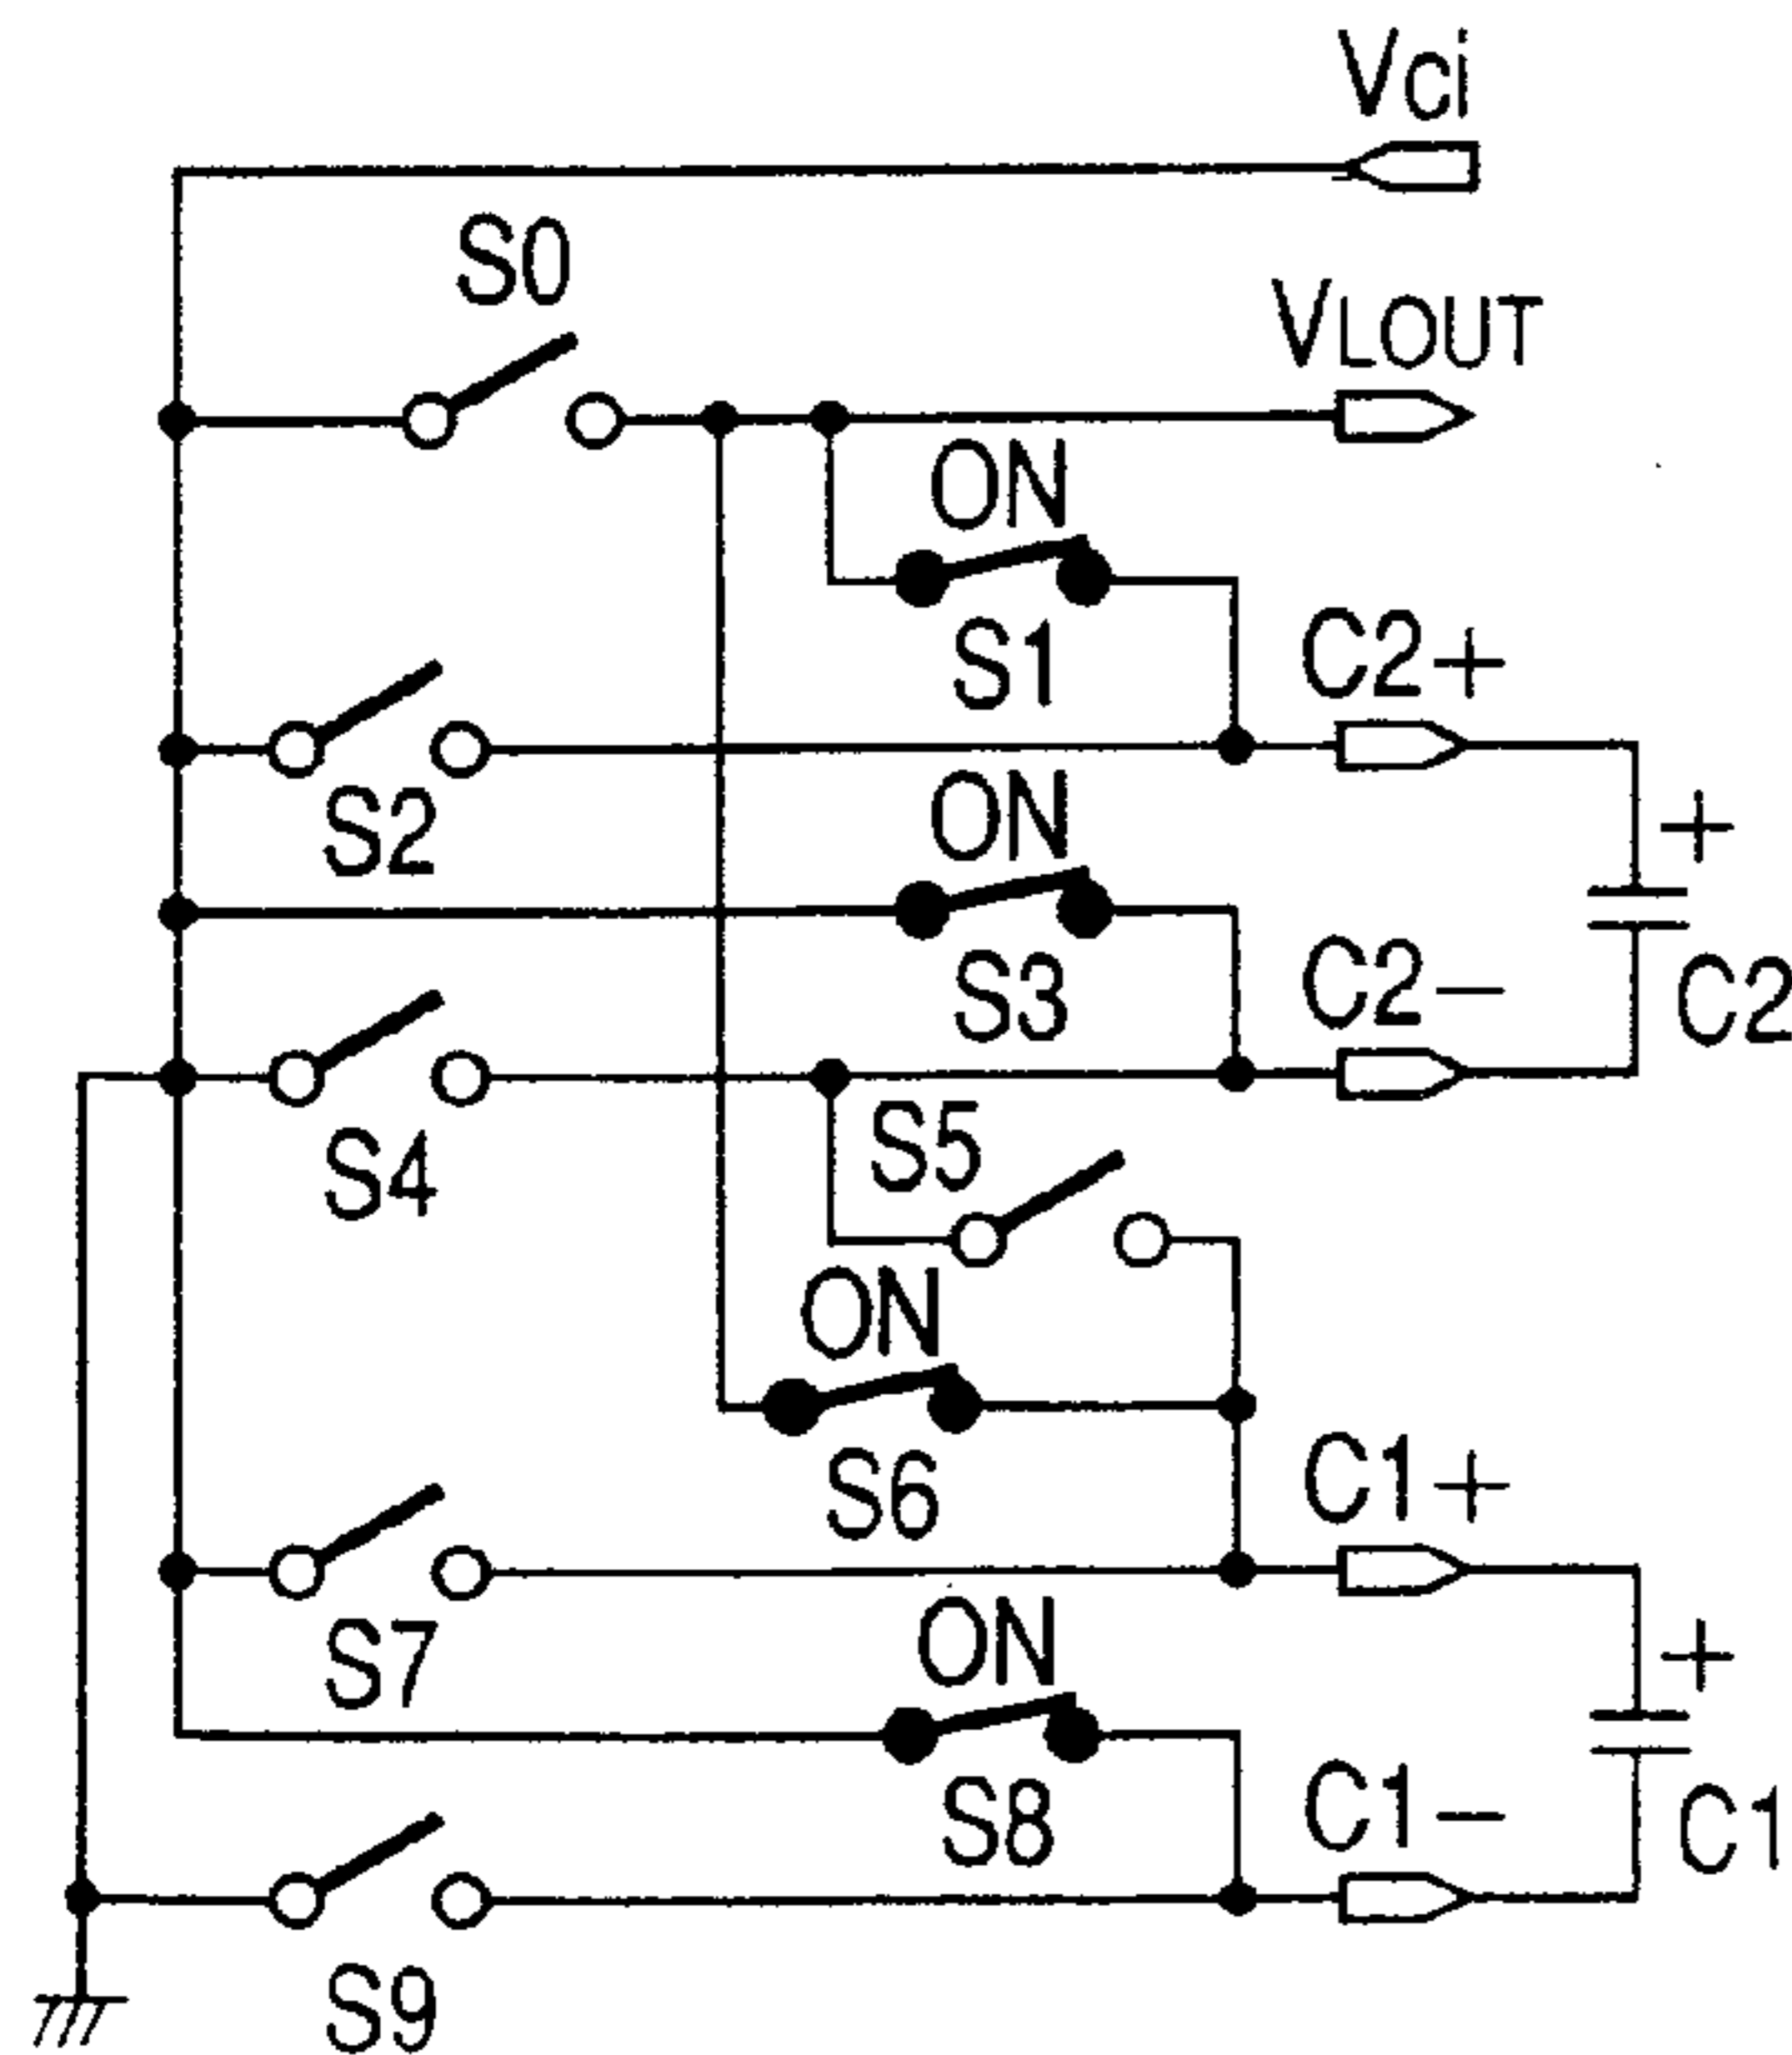 Vci
S0
VLOUT
ON
S1
C2+
S2
ON
+
S3
C2-
C2
S4
S5
ON
S6
C1+
S7
ON
+
S8
C1-
C1
S9